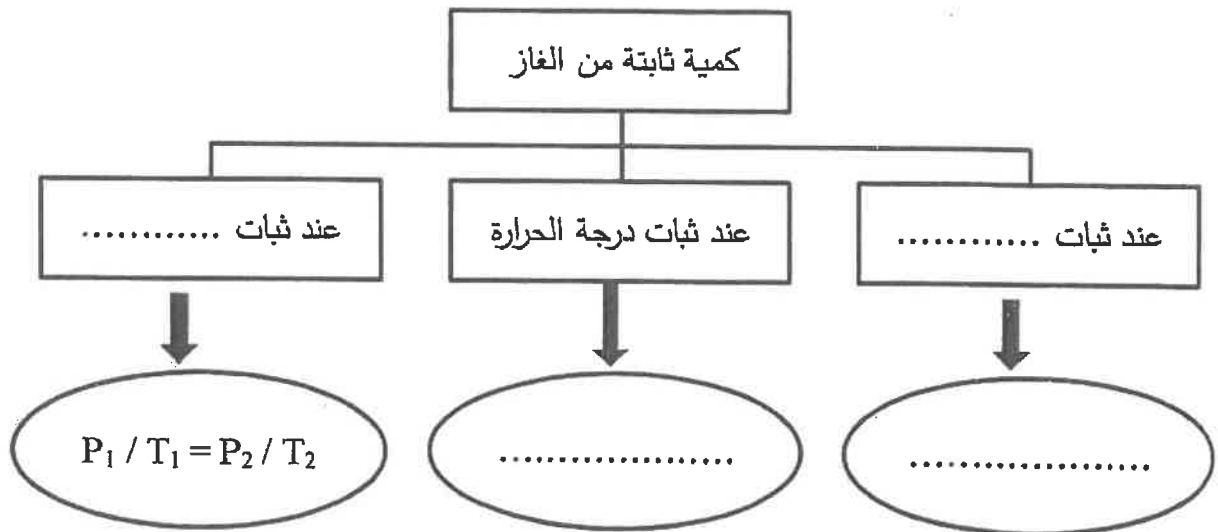 كمية ثابتة من الغاز
عند ثبات ............
عند ثبات درجة الحرارة
عند ثبات ............
....................
....................
P₁ / T₁ = P₂ / T₂